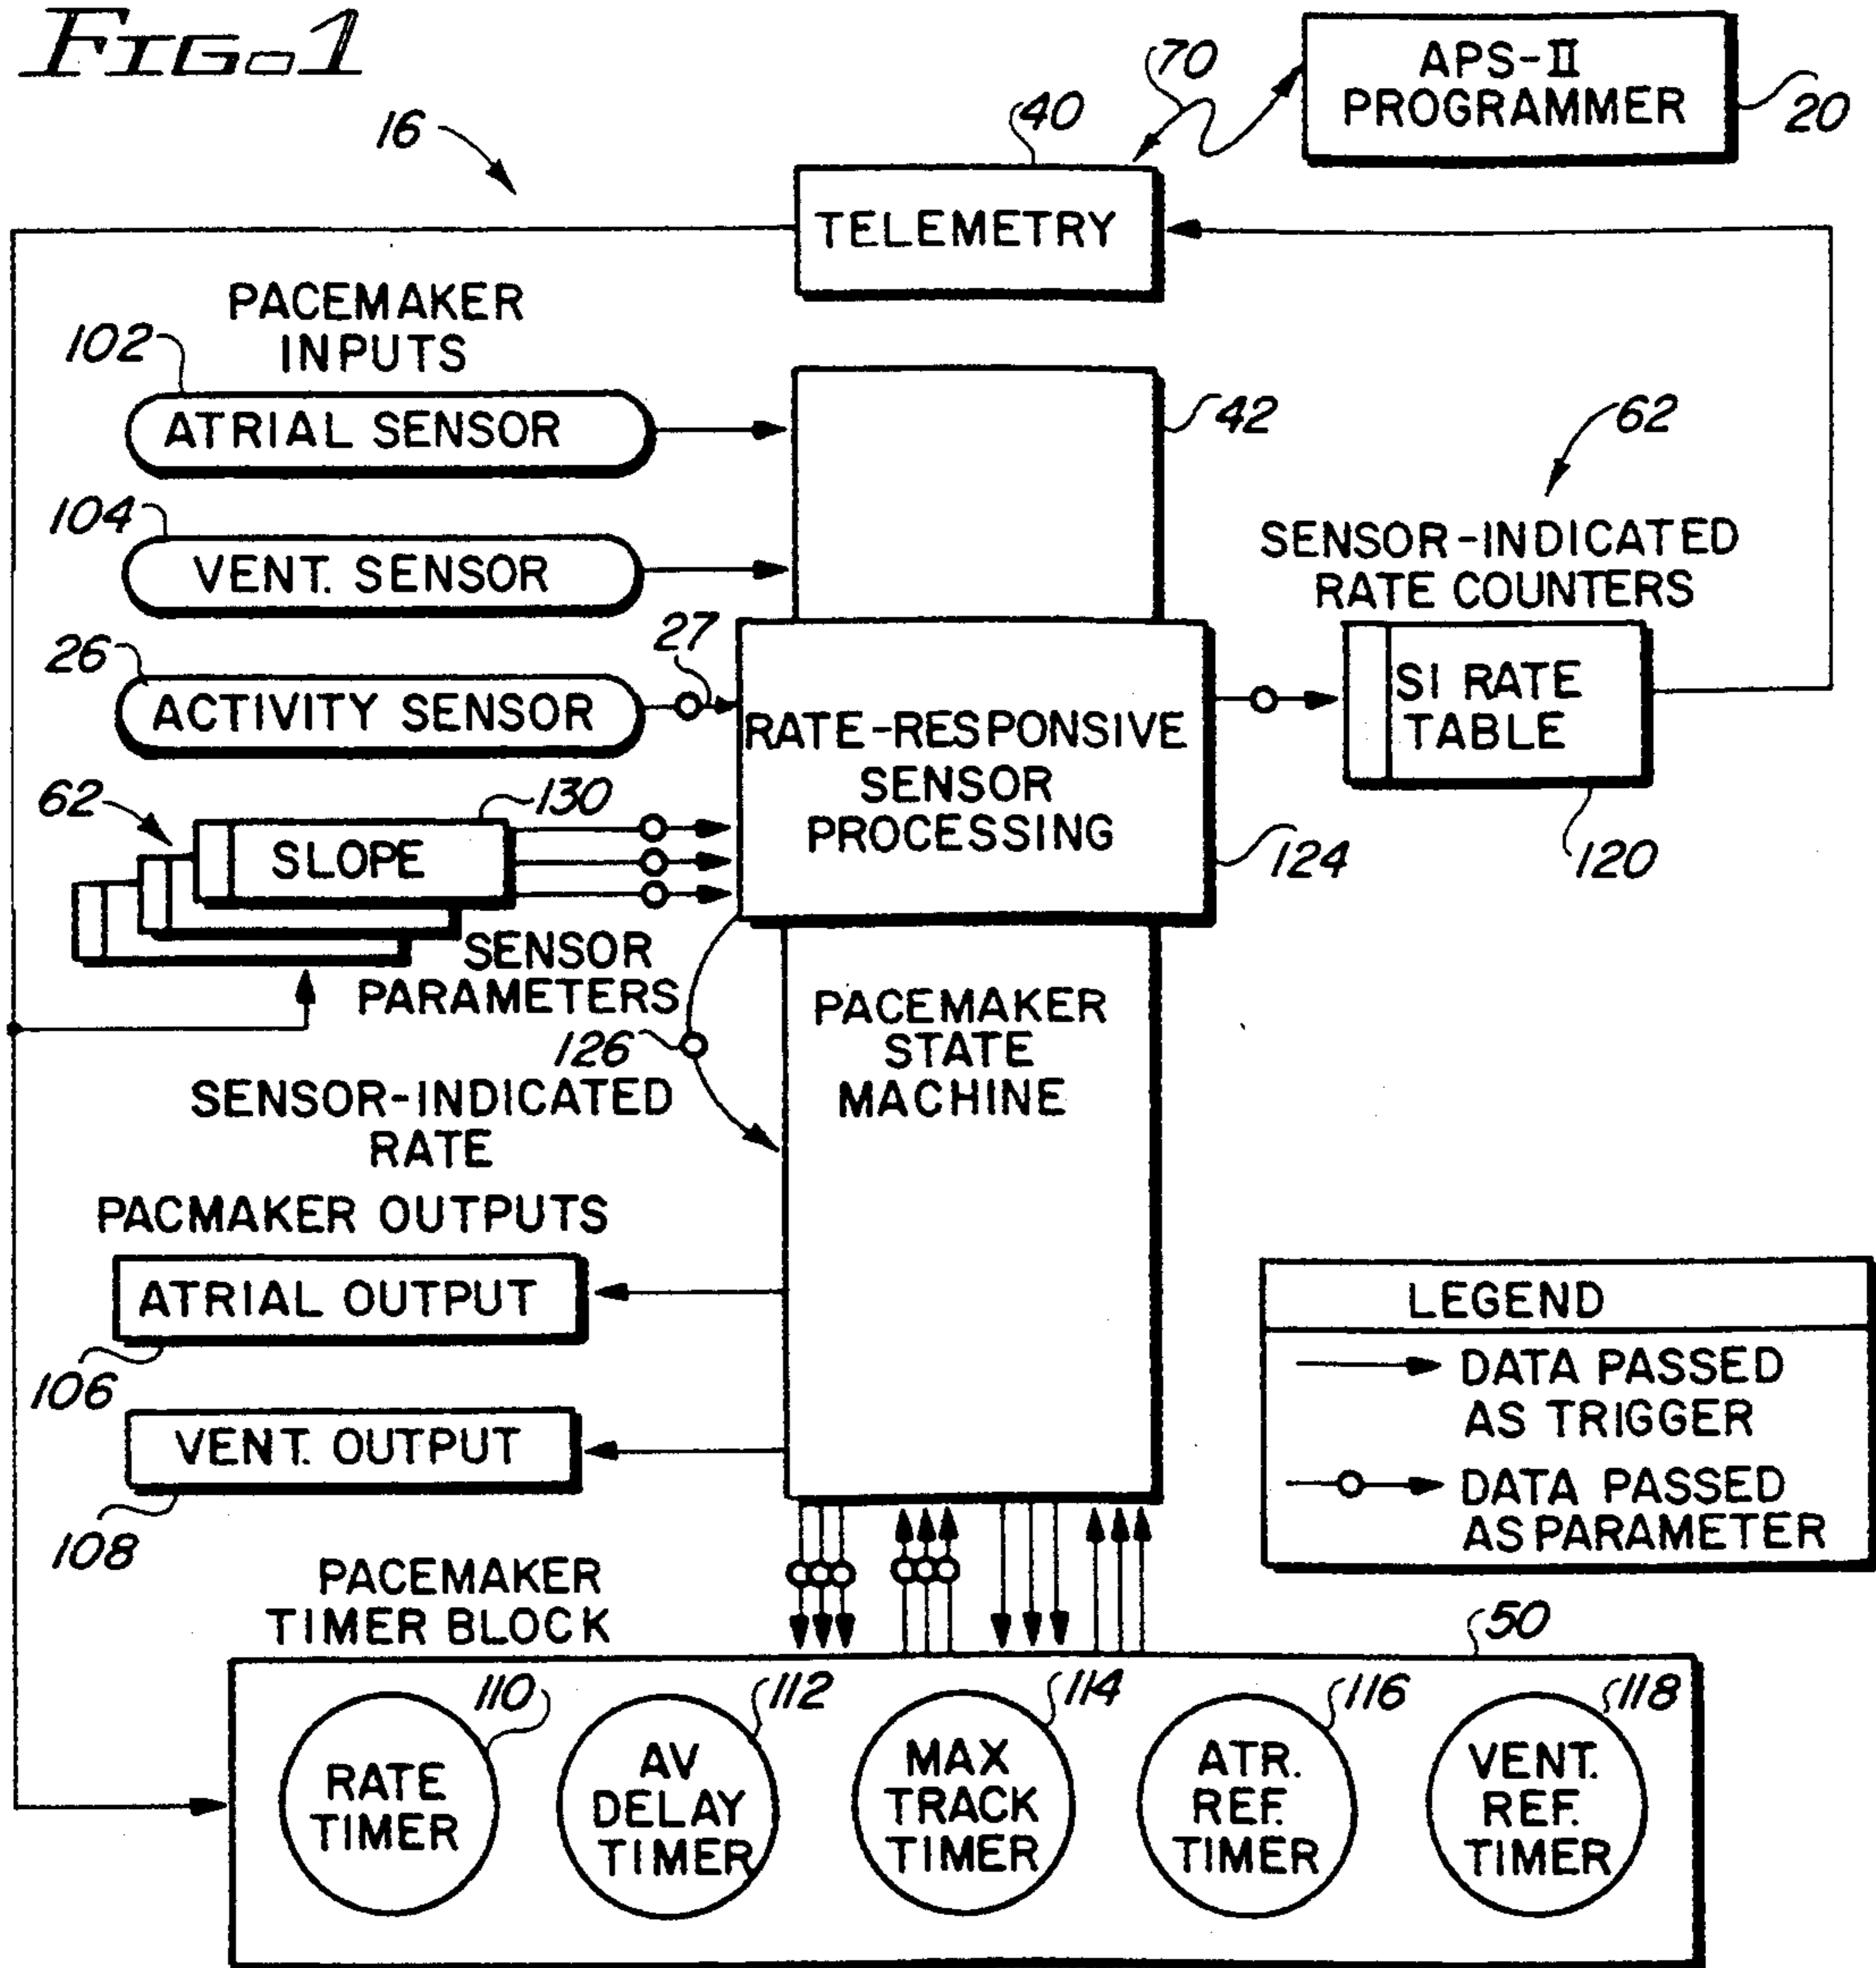 FIG. 1
APS-II
PROGRAMMER
20
70
40
16
TELEMETRY
PACEMAKER
INPUTS
102
ATRIAL SENSOR
42
62
104
VENT. SENSOR
SENSOR-INDICATED
RATE COUNTERS
26
27
ACTIVITY SENSOR
RATE-RESPONSIVE
SENSOR
PROCESSING
SI RATE
TABLE
62
130
SLOPE
124
120
SENSOR
PARAMETERS
PACEMAKER
STATE
MACHINE
126
SENSOR-INDICATED
RATE
PACMAKER OUTPUTS
ATRIAL OUTPUT
106
VENT. OUTPUT
108
LEGEND
DATA PASSED
AS TRIGGER
DATA PASSED
AS PARAMETER
PACEMAKER
TIMER BLOCK
50
110
112
114
116
118
RATE
TIMER
AV
DELAY
TIMER
MAX
TRACK
TIMER
ATR.
REF.
TIMER
VENT.
REF.
TIMER